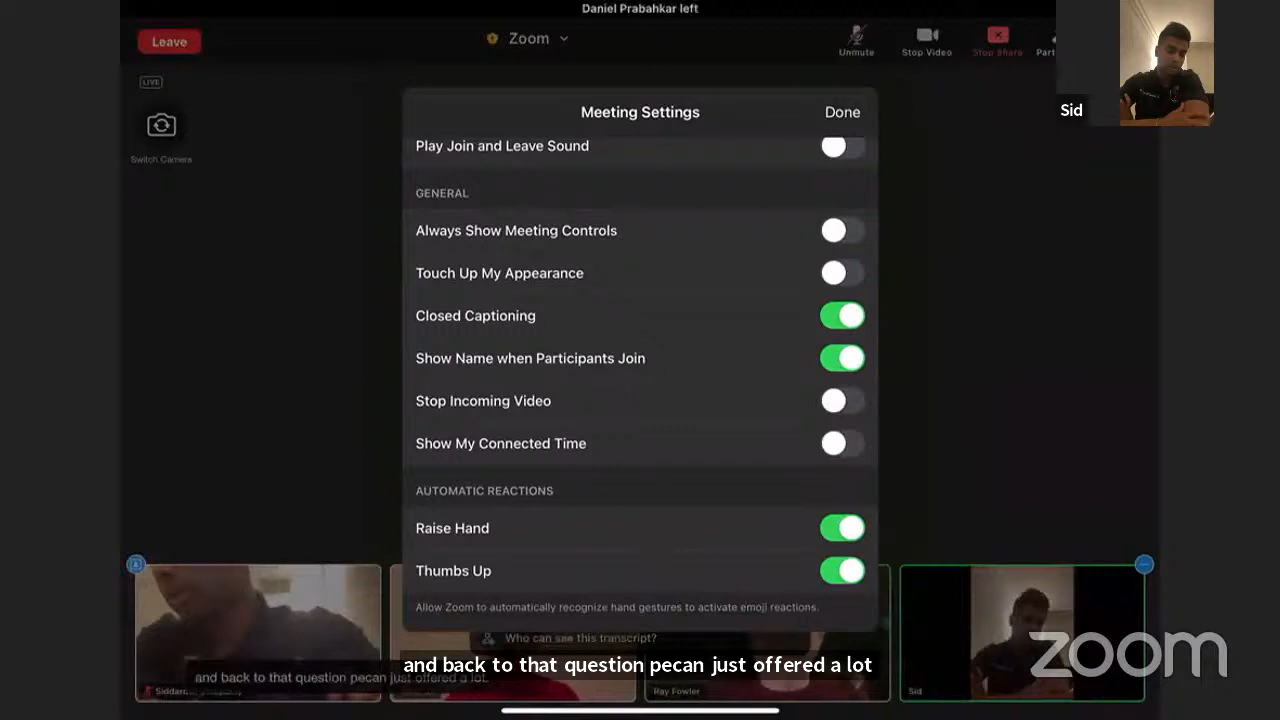 Daniel Prabahkar left
Leave
Zoom
Unmute
Stop Video
Stop Share
Part
Sid
LIVE
Switch Camera
Meeting Settings
Done
Play Join and Leave Sound
GENERAL
Always Show Meeting Controls
Touch Up My Appearance
Closed Captioning
Show Name when Participants Join
Stop Incoming Video
Show My Connected Time
AUTOMATIC REACTIONS
Raise Hand
Thumbs Up
Allow Zoom to automatically recognize hand gestures to activate emoji reactions.
Who can see this transcript?
and back to that question pecan just offered a lot
and back to that question pecan just offered a lot.
Ray Fowler
Sid
zoom